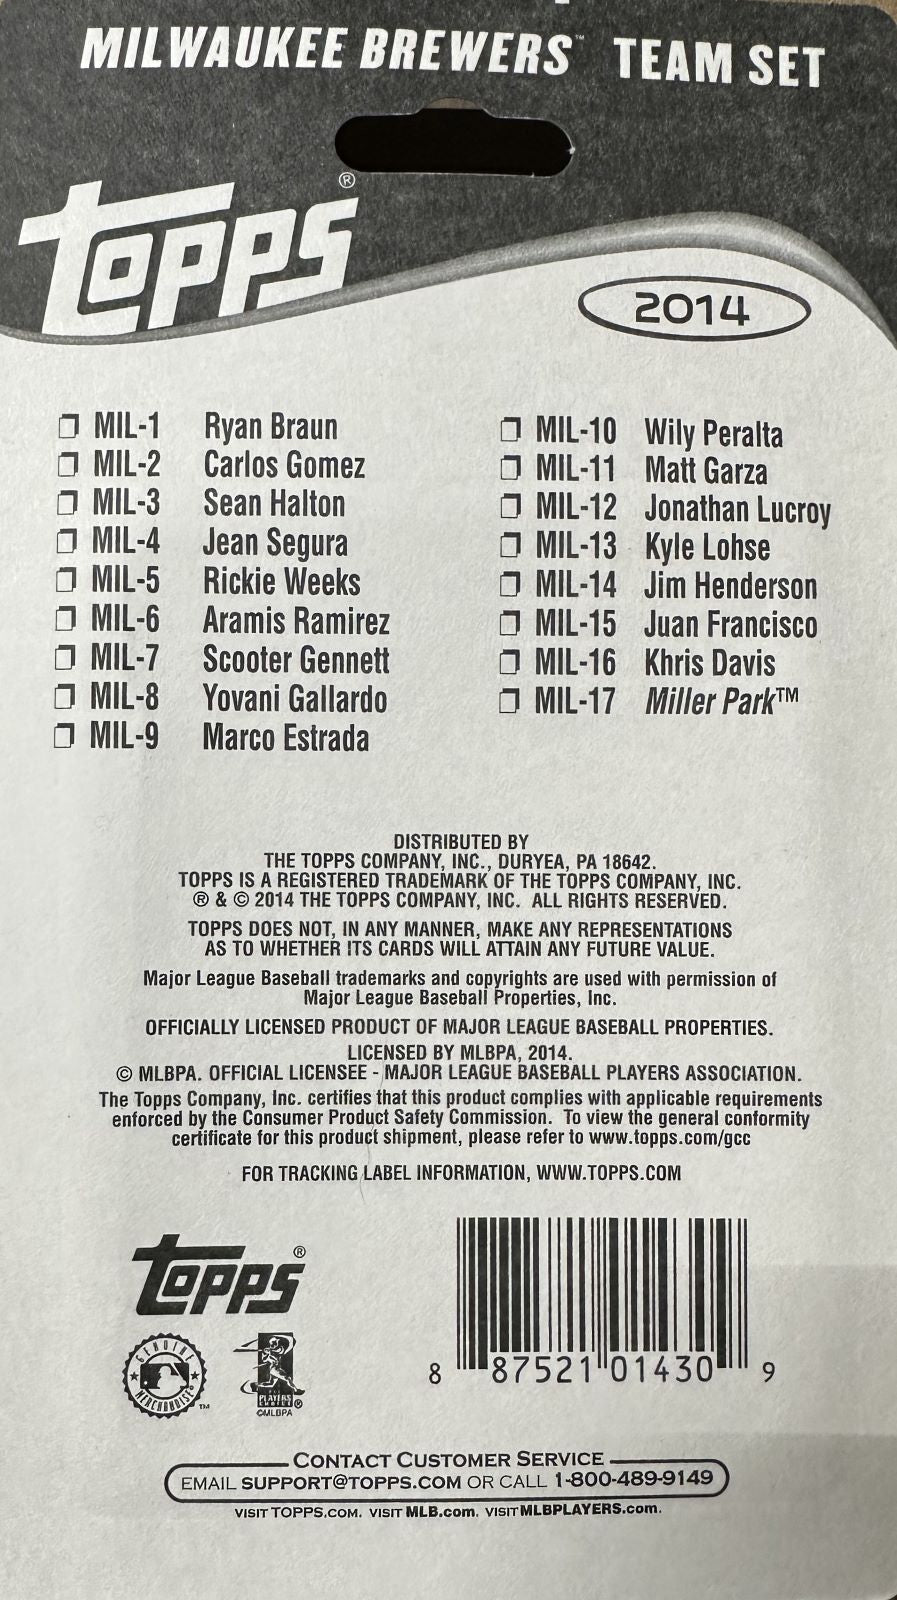 MILWAUKEE BREWERS™ TEAM SET
TOPPS®
2014
MIL-1 Ryan Braun
MIL-2 Carlos Gomez
MIL-3 Sean Halton
MIL-4 Jean Segura
MIL-5 Rickie Weeks
MIL-6 Aramis Ramirez
MIL-7 Scooter Gennett
MIL-8 Yovani Gallardo
MIL-9 Marco Estrada
MIL-10 Wily Peralta
MIL-11 Matt Garza
MIL-12 Jonathan Lucroy
MIL-13 Kyle Lohse
MIL-14 Jim Henderson
MIL-15 Juan Francisco
MIL-16 Khris Davis
MIL-17 Miller Park™
DISTRIBUTED BY
THE TOPPS COMPANY, INC., DURYEA, PA 18642.
TOPPS IS A REGISTERED TRADEMARK OF THE TOPPS COMPANY, INC.
® & © 2014 THE TOPPS COMPANY, INC. ALL RIGHTS RESERVED.
TOPPS DOES NOT, IN ANY MANNER, MAKE ANY REPRESENTATIONS
AS TO WHETHER ITS CARDS WILL ATTAIN ANY FUTURE VALUE.
Major League Baseball trademarks and copyrights are used with permission of
Major League Baseball Properties, Inc.
OFFICIALLY LICENSED PRODUCT OF MAJOR LEAGUE BASEBALL PROPERTIES.
LICENSED BY MLBPA, 2014.
© MLBPA. OFFICIAL LICENSEE - MAJOR LEAGUE BASEBALL PLAYERS ASSOCIATION.
The Topps Company, Inc. certifies that this product complies with applicable requirements
enforced by the Consumer Product Safety Commission. To view the general conformity
certificate for this product shipment, please refer to www.topps.com/gcc
FOR TRACKING LABEL INFORMATION, WWW.TOPPS.COM
TOPPS®
GENUINE
MERCHANDISE
™
PLAYERS
CHOICE
®
©MLBPA
8 87521 01430 9
CONTACT CUSTOMER SERVICE
EMAIL SUPPORT@TOPPS.COM OR CALL 1-800-489-9149
VISIT TOPPS.COM. VISIT MLB.com. VISIT MLBPLAYERS.com.